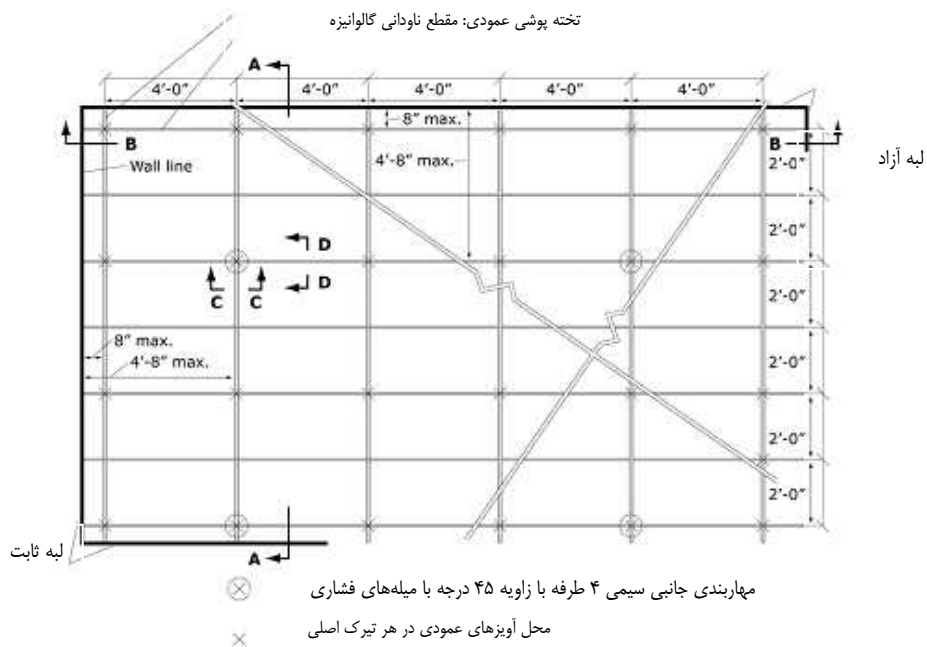 تخته پوشی عمودی: مقطع ناودانی گالوانیزه
A
4'-0" 4'-0" 4'-0" 4'-0" 4'-0"
8" max.
B B
Wall line
4'-8" max.
2'-0"
لبه آزاد
2'-0"
D
C C D
2'-0"
8" max.
4'-8" max.
2'-0"
2'-0"
2'-0"
لبه ثابت
A
مهاربندی جانبی سیمی ۴ طرفه با زاویه ۴۵ درجه با میله‌های فشاری
محل آویزهای عمودی در هر تیرک اصلی